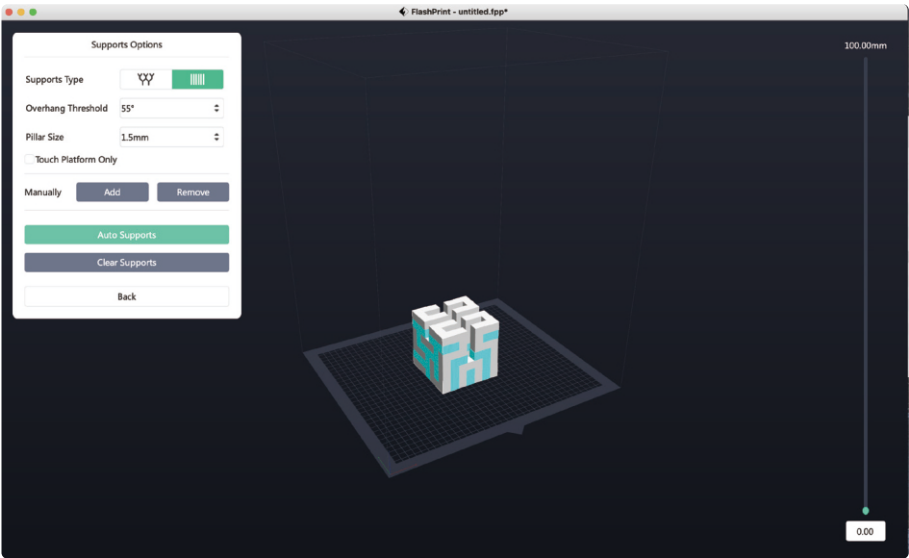 FlashPrint - untitled.fpp*
Supports Options
100.00mm
Supports Type
Overhang Threshold 55°
Pillar Size 1.5mm
Touch Platform Only
Manually Add Remove
Auto Supports
Clear Supports
Back
0.00